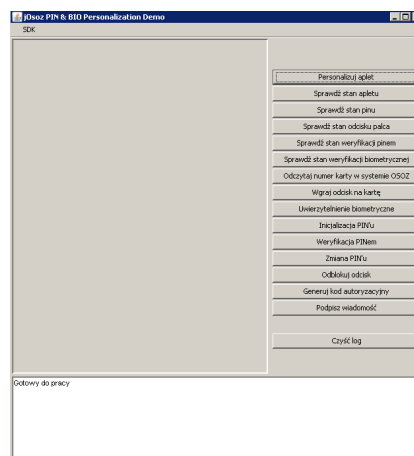 jOsoz PIN & BIO Personalization Demo
SDK
Personalizuj aplet
Sprawdź stan apletu
Sprawdź stan pinu
Sprawdź stan odcisku palca
Sprawdź stan weryfikacji pinem
Sprawdź stan weryfikacji biometrycznej
Odczytaj numer karty w systemie OSOZ
Wgraj odcisk na kartę
Uwierzytelnienie biometryczne
Inicjalizacja PIN'u
Weryfikacja PINem
Zmiana PIN'u
Odblokuj odcisk
Generuj kod autoryzacyjny
Podpisz wiadomość
Czyść log
Gotowy do pracy